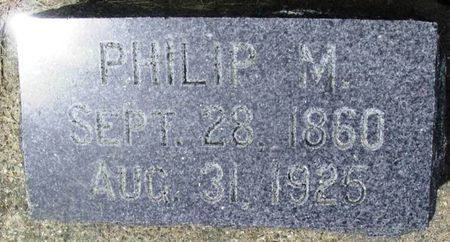 PHILIP M.
SEPT. 28, 1860
AUG. 31, 1925